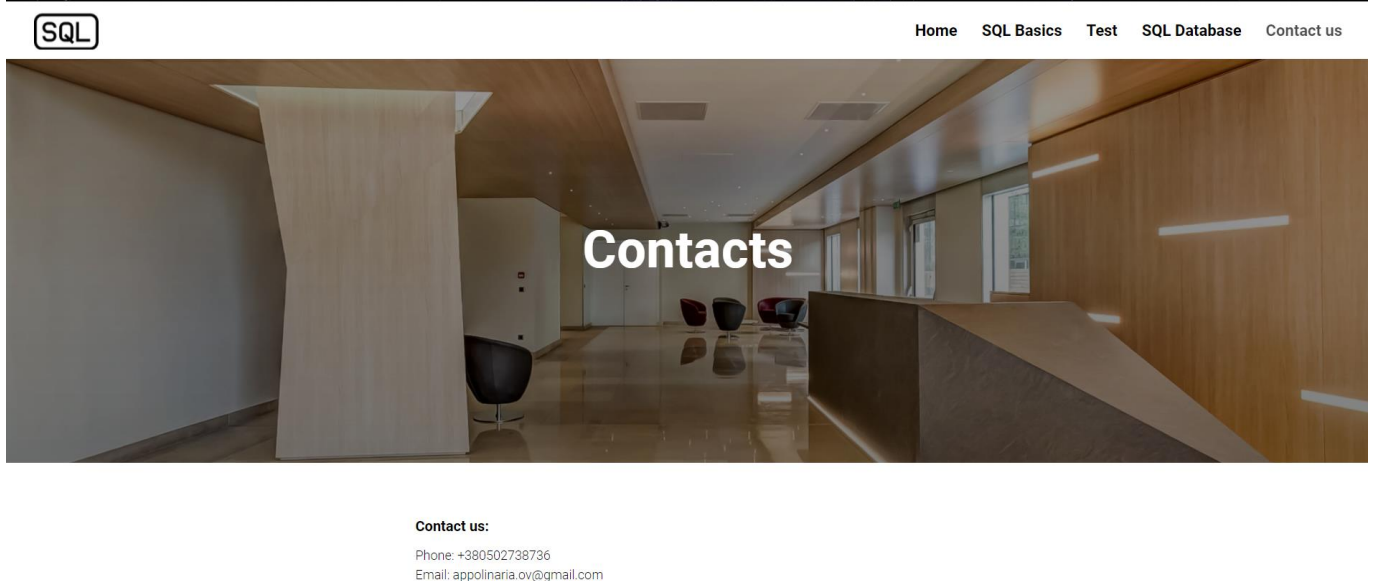 SQL
Home SQL Basics Test SQL Database Contact us
Contacts
Contact us:
Phone: +380502738736
Email: appolinaria.ov@gmail.com